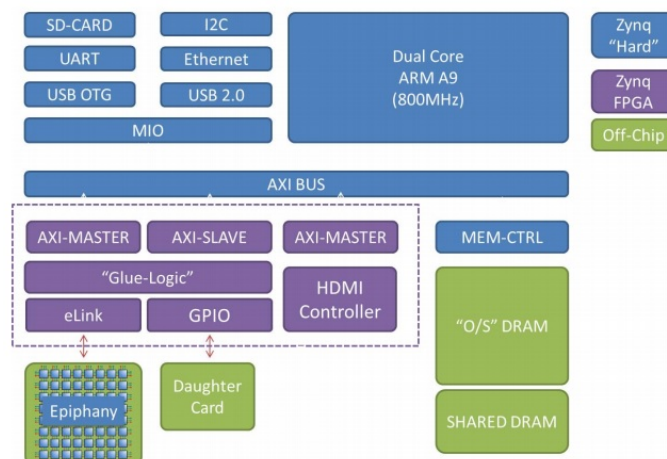 SD-CARD
I2C
UART
Ethernet
USB OTG
USB 2.0
MIO
Dual Core
ARM A9
(800MHz)
Zynq
“Hard”
Zynq
FPGA
Off-Chip
AXI BUS
AXI-MASTER
AXI-SLAVE
AXI-MASTER
MEM-CTRL
“Glue-Logic”
HDMI
Controller
eLink
GPIO
“O/S” DRAM
Epiphany
Daughter
Card
SHARED DRAM